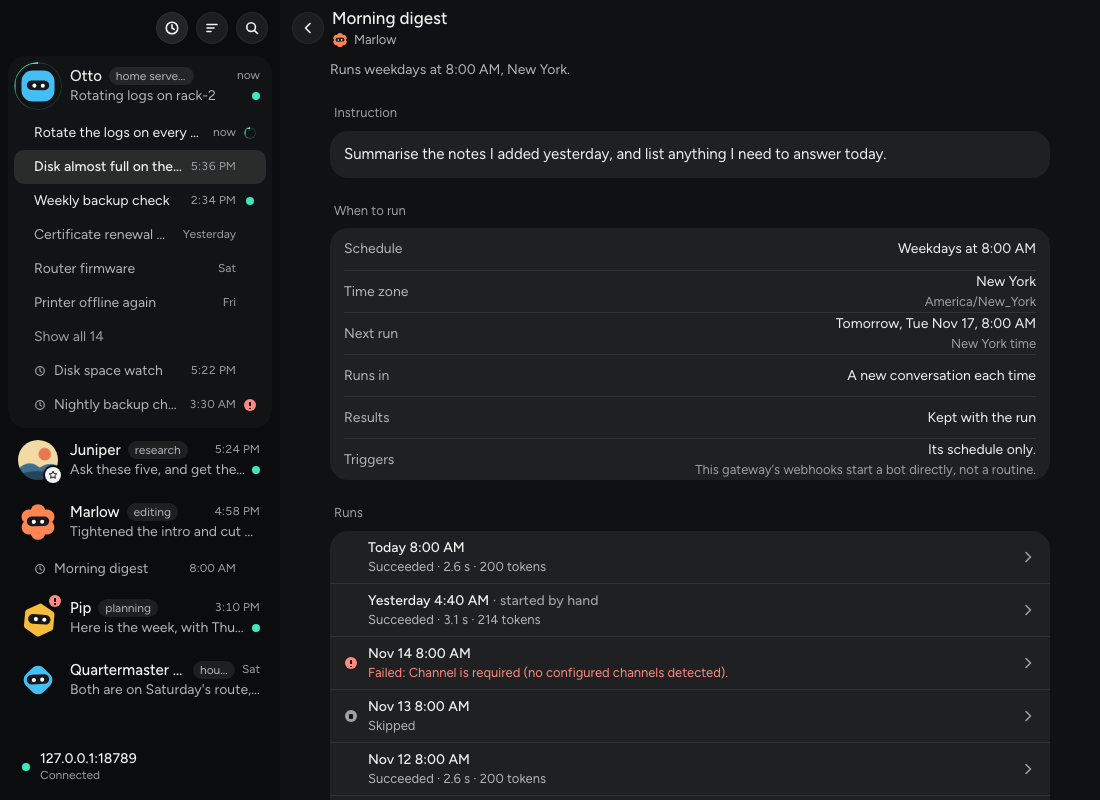 Otto home serve... now
Rotating logs on rack-2
Rotate the logs on every ... now
Disk almost full on the... 5:36 PM
Weekly backup check 2:34 PM
Certificate renewal ... Yesterday
Router firmware Sat
Printer offline again Fri
Show all 14
Disk space watch 5:22 PM
Nightly backup ch... 3:30 AM
Juniper research 5:24 PM
Ask these five, and get the...
Marlow editing 4:58 PM
Tightened the intro and cut ...
Morning digest 8:00 AM
Pip planning 3:10 PM
Here is the week, with Thu...
Quartermaster ... hou... Sat
Both are on Saturday's route,...
127.0.0.1:18789
Connected
Morning digest
Marlow
Runs weekdays at 8:00 AM, New York.
Instruction
Summarise the notes I added yesterday, and list anything I need to answer today.
When to run
Schedule Weekdays at 8:00 AM
Time zone New York
America/New_York
Next run Tomorrow, Tue Nov 17, 8:00 AM
New York time
Runs in A new conversation each time
Results Kept with the run
Triggers Its schedule only.
This gateway's webhooks start a bot directly, not a routine.
Runs
Today 8:00 AM
Succeeded · 2.6 s · 200 tokens
Yesterday 4:40 AM · started by hand
Succeeded · 3.1 s · 214 tokens
Nov 14 8:00 AM
Failed: Channel is required (no configured channels detected).
Nov 13 8:00 AM
Skipped
Nov 12 8:00 AM
Succeeded · 2.6 s · 200 tokens